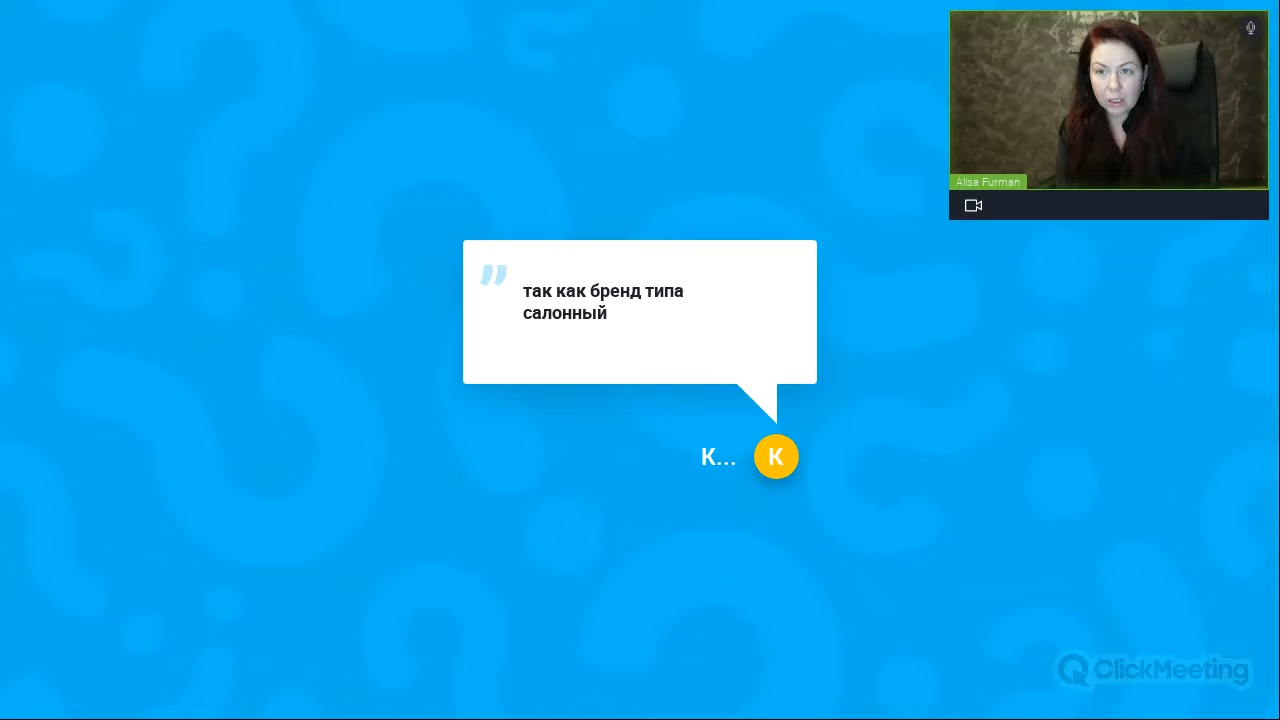 Alisa Furman
так как бренд типа
салонный
К...
К
ClickMeeting